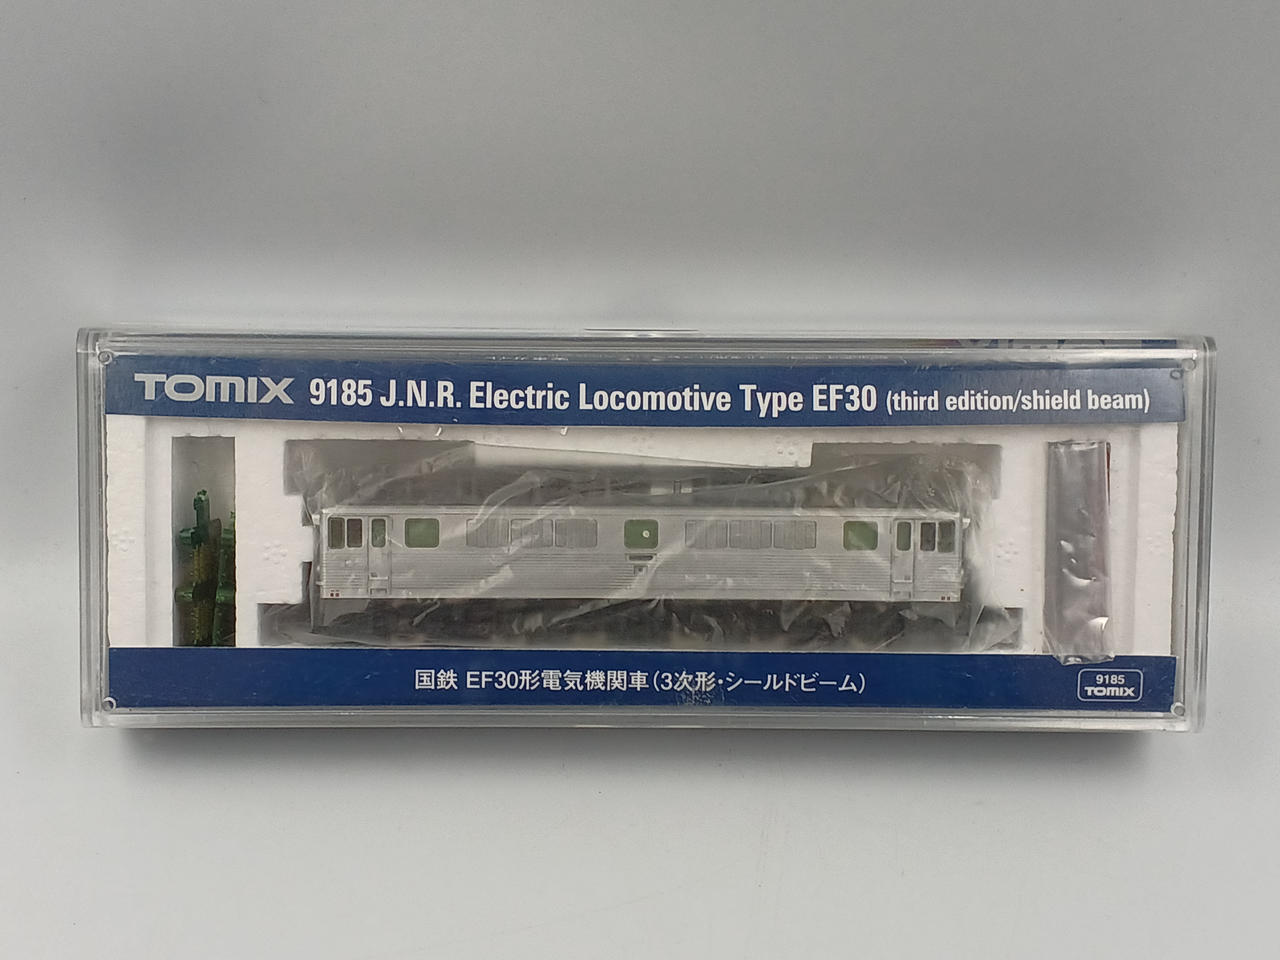 TOMIX 9185 J.N.R. Electric Locomotive Type EF30 (third edition/shield beam)
国鉄 EF30形電気機関車(3次形・シールドビーム)
9185
TOMIX